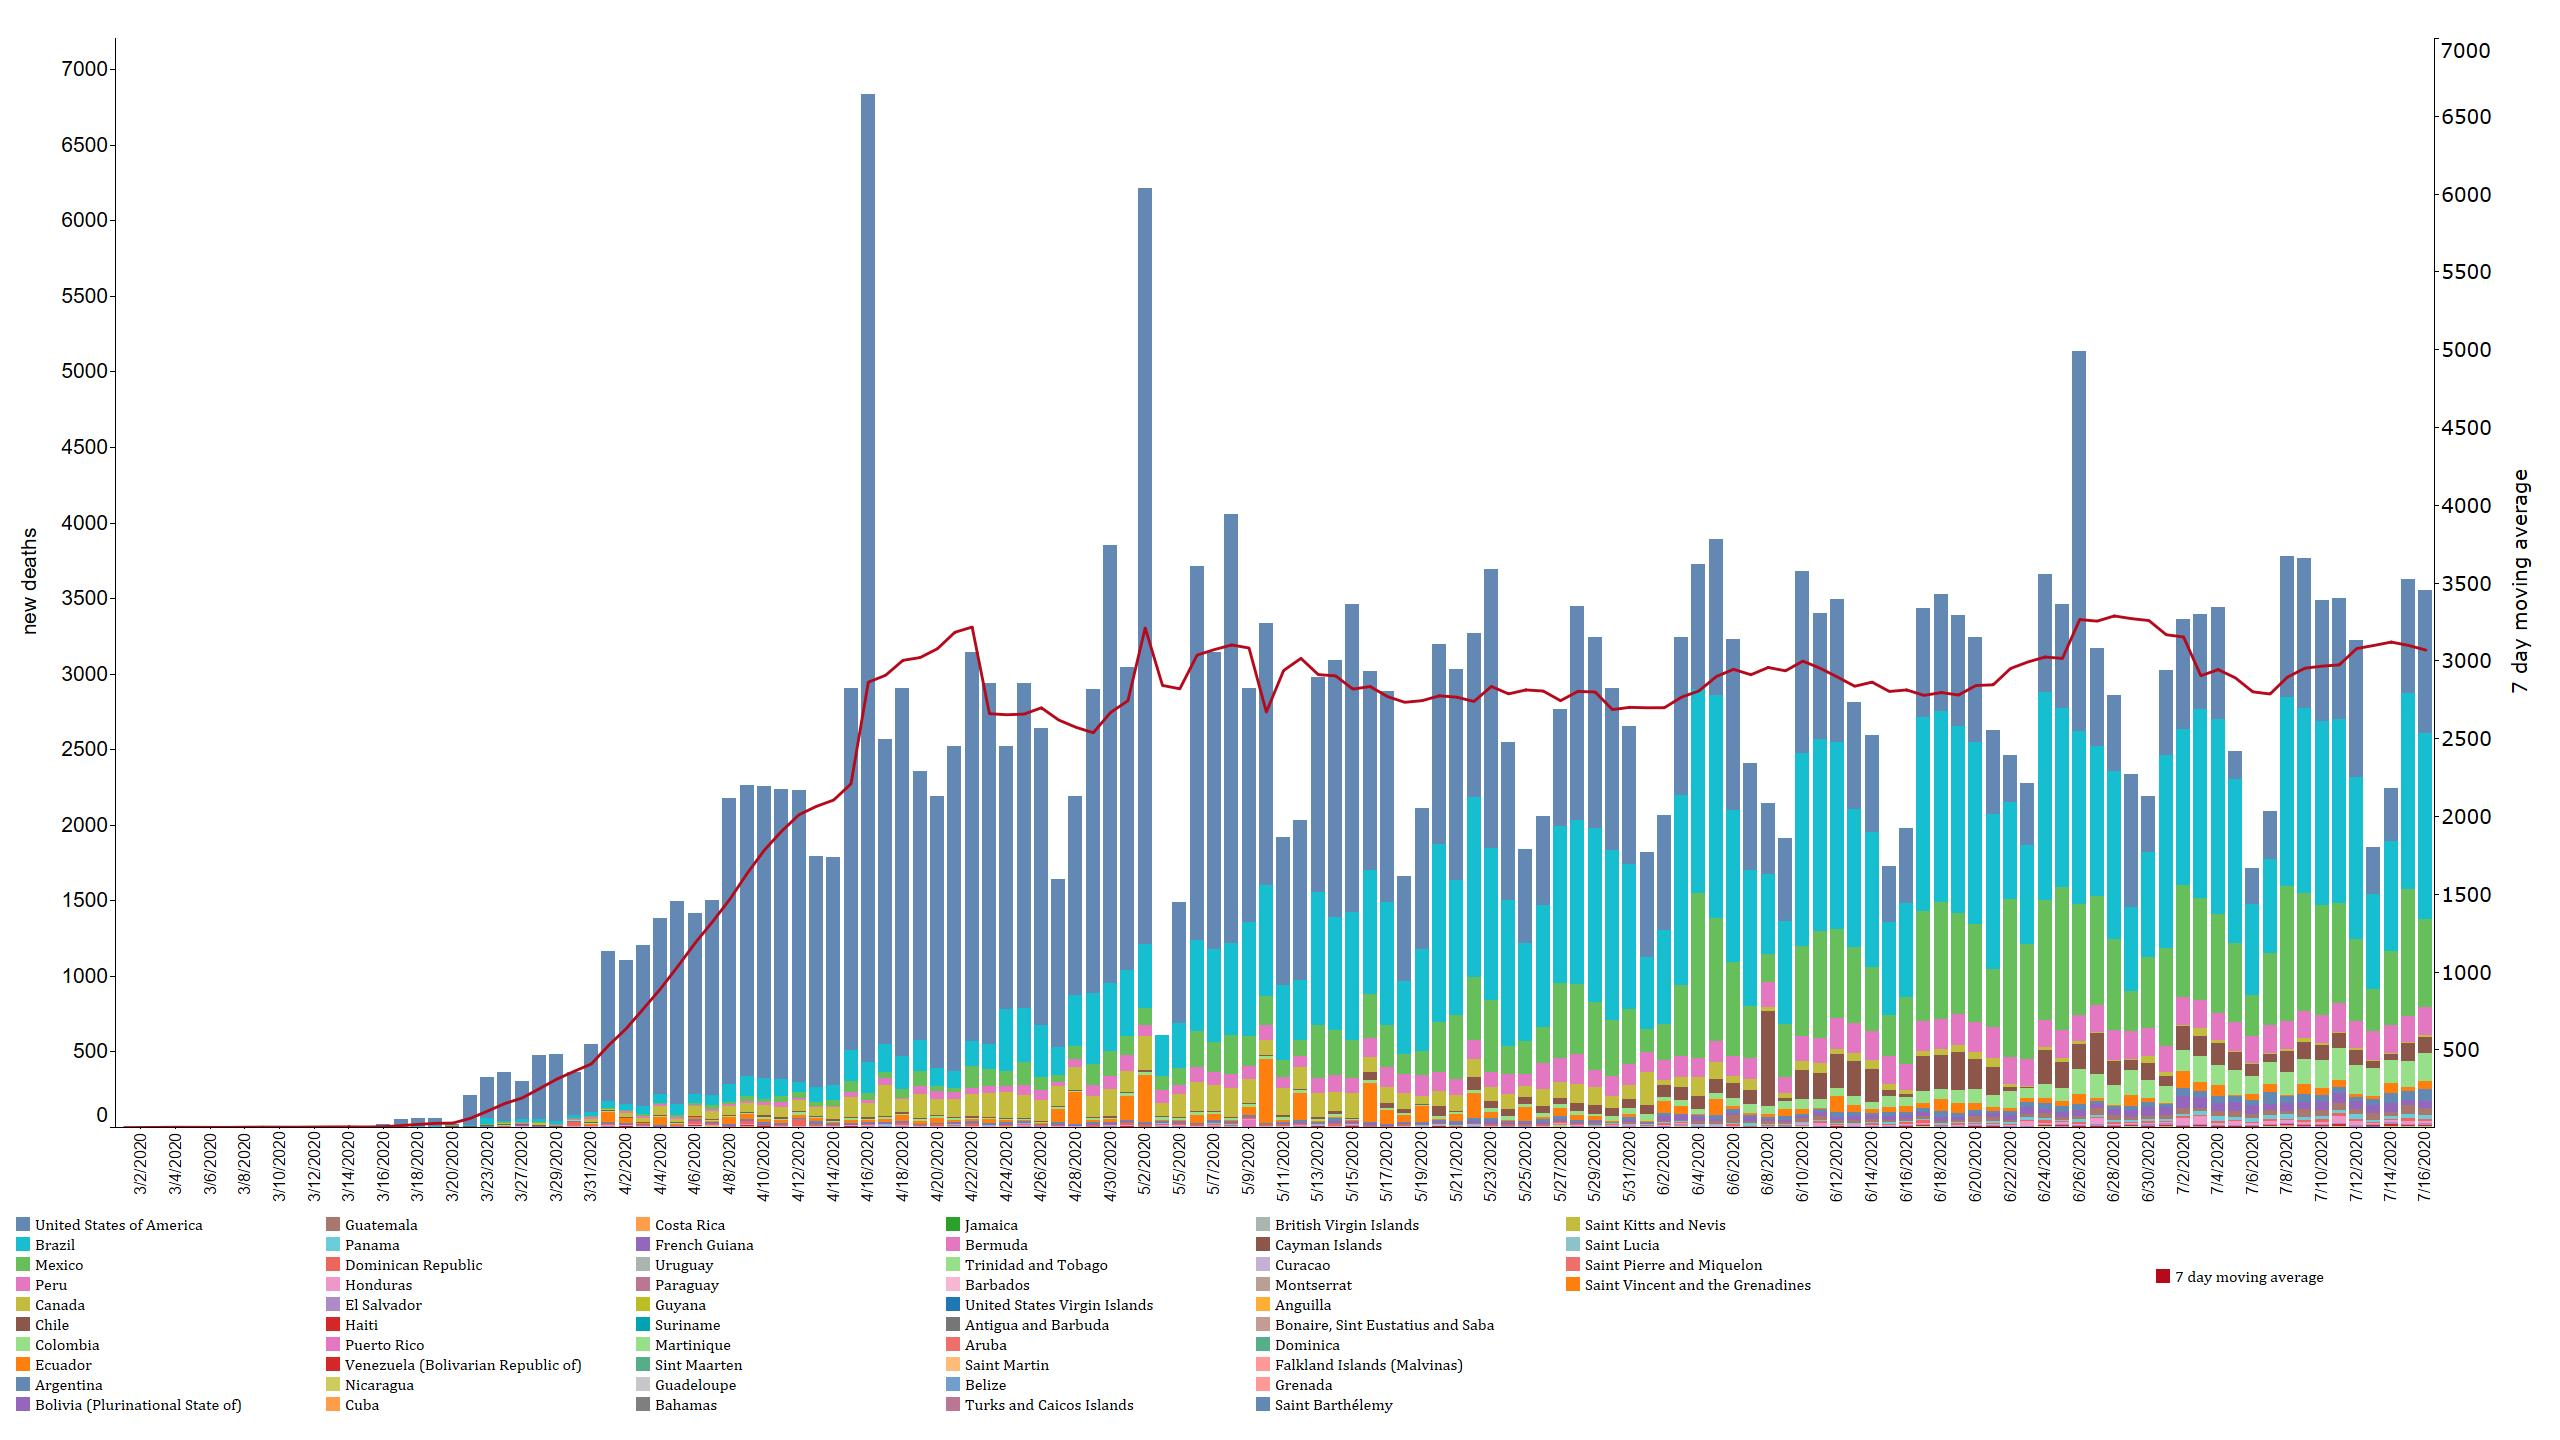 7000
6500
6000
5500
5000
4500
4000
3500
3000
2500
2000
1500
1000
500
0
new deaths
7000
6500
6000
5500
5000
4500
4000
3500
3000
2500
2000
1500
1000
500
7 day moving average
3/2/2020
3/4/2020
3/6/2020
3/8/2020
3/10/2020
3/12/2020
3/14/2020
3/16/2020
3/18/2020
3/20/2020
3/23/2020
3/27/2020
3/29/2020
3/31/2020
4/2/2020
4/4/2020
4/6/2020
4/8/2020
4/10/2020
4/12/2020
4/14/2020
4/16/2020
4/18/2020
4/20/2020
4/22/2020
4/24/2020
4/26/2020
4/28/2020
4/30/2020
5/2/2020
5/5/2020
5/7/2020
5/9/2020
5/11/2020
5/13/2020
5/15/2020
5/17/2020
5/19/2020
5/21/2020
5/23/2020
5/25/2020
5/27/2020
5/29/2020
5/31/2020
6/2/2020
6/4/2020
6/6/2020
6/8/2020
6/10/2020
6/12/2020
6/14/2020
6/16/2020
6/18/2020
6/20/2020
6/22/2020
6/24/2020
6/26/2020
6/28/2020
6/30/2020
7/2/2020
7/4/2020
7/6/2020
7/8/2020
7/10/2020
7/12/2020
7/14/2020
7/16/2020
United States of America
Brazil
Mexico
Peru
Canada
Chile
Colombia
Ecuador
Argentina
Bolivia (Plurinational State of)
Guatemala
Panama
Dominican Republic
Honduras
El Salvador
Haiti
Puerto Rico
Venezuela (Bolivarian Republic of)
Nicaragua
Cuba
Costa Rica
French Guiana
Uruguay
Paraguay
Guyana
Suriname
Martinique
Sint Maarten
Guadeloupe
Bahamas
Jamaica
Bermuda
Trinidad and Tobago
Barbados
United States Virgin Islands
Antigua and Barbuda
Aruba
Saint Martin
Belize
Turks and Caicos Islands
British Virgin Islands
Cayman Islands
Curacao
Montserrat
Anguilla
Bonaire, Sint Eustatius and Saba
Dominica
Falkland Islands (Malvinas)
Grenada
Saint Barthélemy
Saint Kitts and Nevis
Saint Lucia
Saint Pierre and Miquelon
Saint Vincent and the Grenadines
7 day moving average